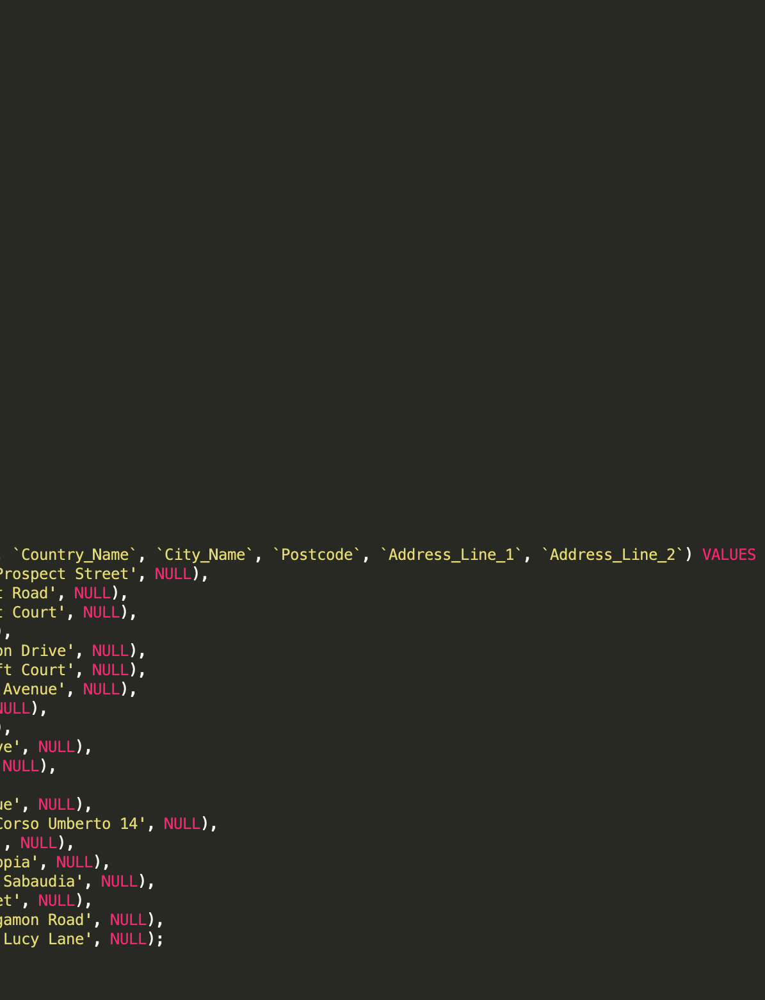 `Country_Name`, `City_Name`, `Postcode`, `Address_Line_1`, `Address_Line_2`) VALUES
Prospect Street', NULL),
t Road', NULL),
t Court', NULL),
),
on Drive', NULL),
ft Court', NULL),
Avenue', NULL),
NULL),
),
ve', NULL),
NULL),
ue', NULL),
Corso Umberto 14', NULL),
', NULL),
opia', NULL),
Sabaudia', NULL),
et', NULL),
gamon Road', NULL),
Lucy Lane', NULL);